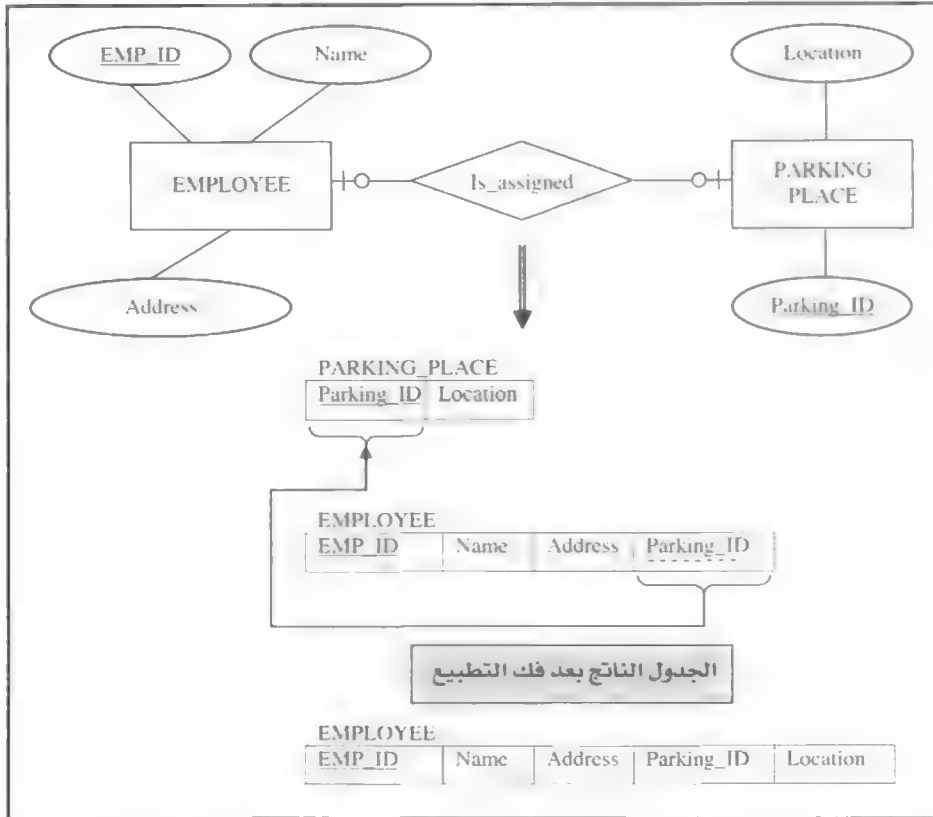 EMP_ID
Name
Location
EMPLOYEE
Is_assigned
PARKING
PLACE
Address
Parking_ID
PARKING_PLACE
Parking_ID Location
EMPLOYEE
EMP_ID Name Address Parking_ID
الجدول الناتج بعد فك التطبيع
EMPLOYEE
EMP_ID Name Address Parking_ID Location